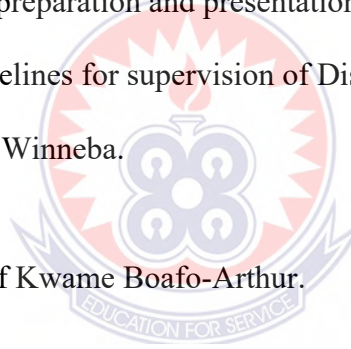 preparation and presentation
elines for supervision of Dis
Winneba.
f Kwame Boafo-Arthur.
EDUCATION FOR SERVICE